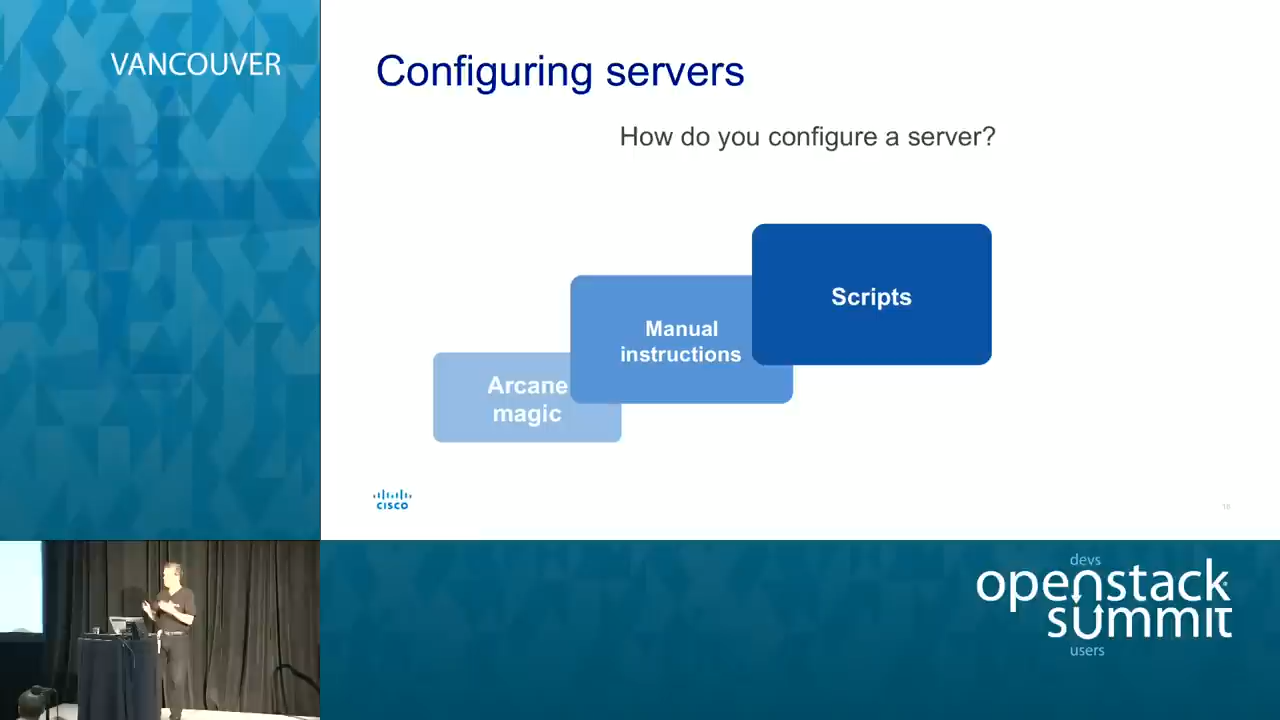 VANCOUVER
Configuring servers
How do you configure a server?
Scripts
Manual
instructions
Arcane
magic
CISCO
devs
openstack
summit
users